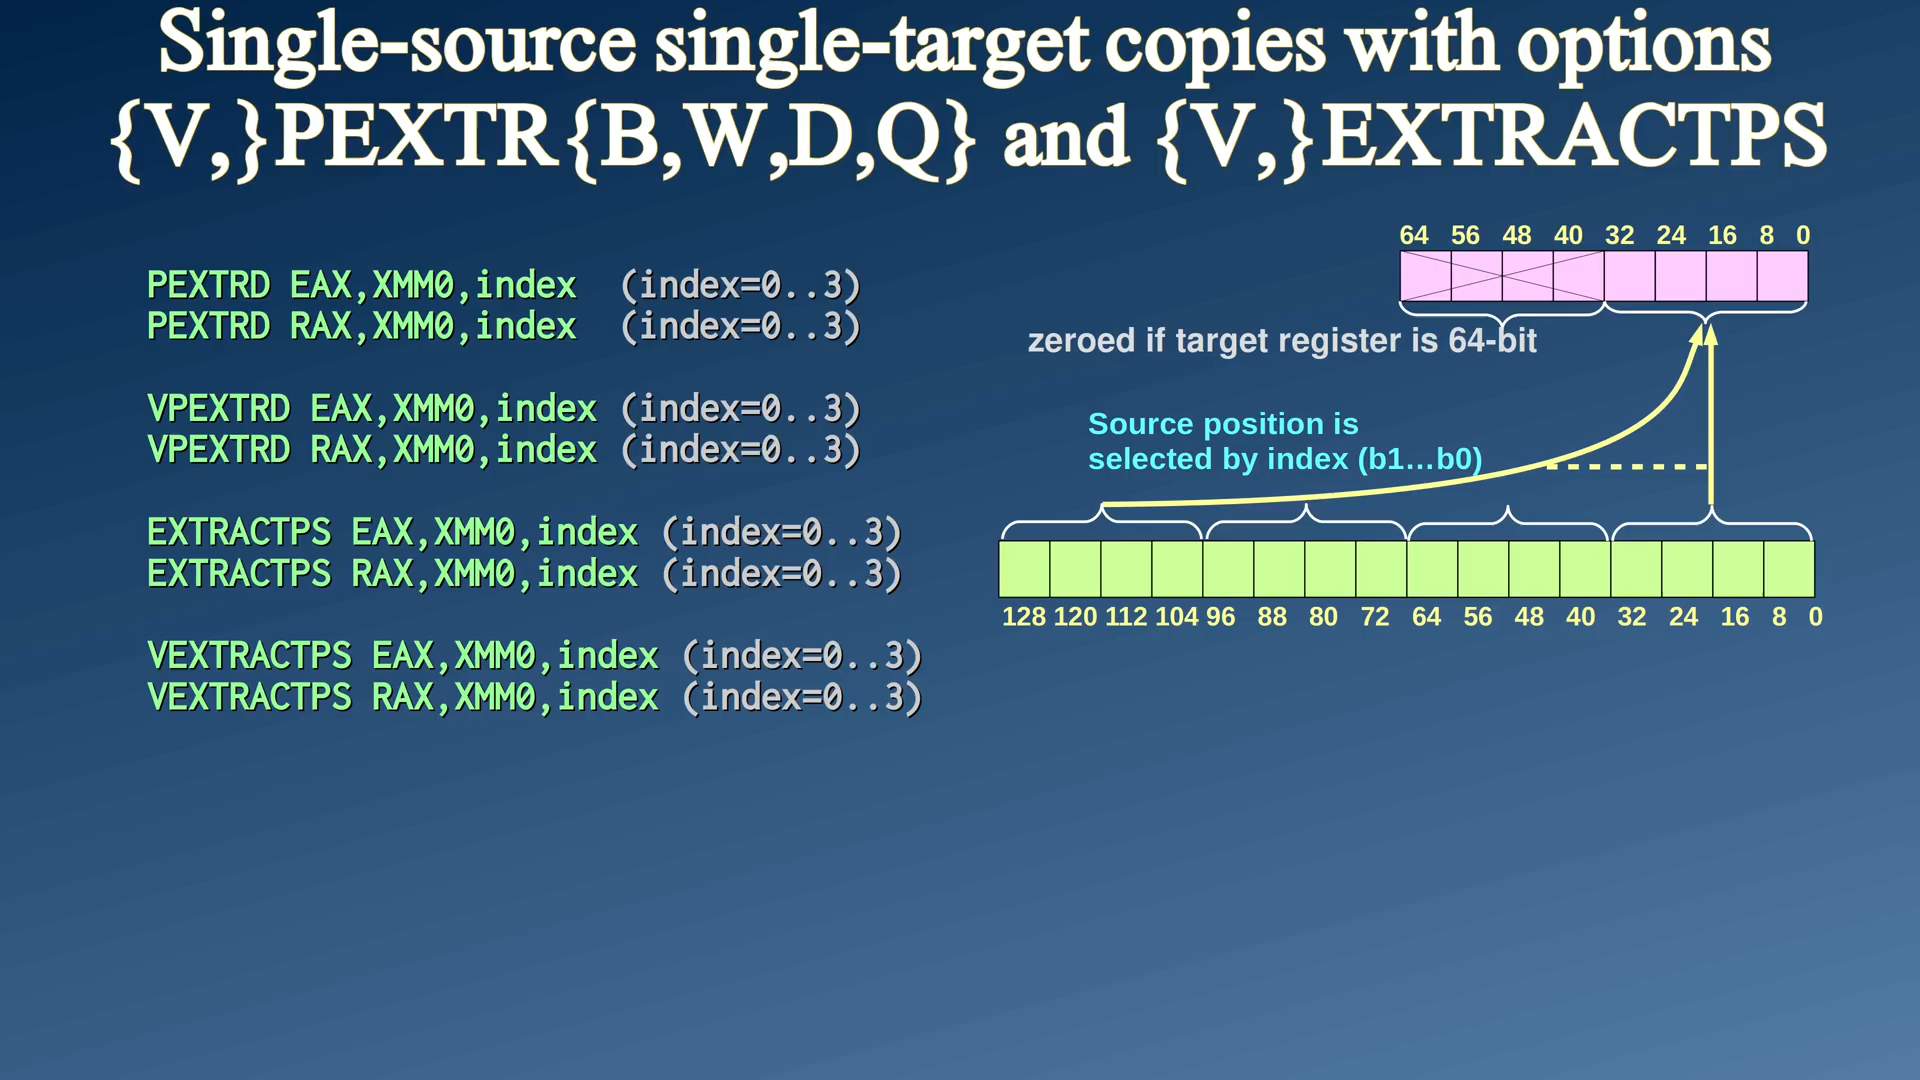 Single-source single-target copies with options
{V,}PEXTR{B,W,D,Q} and {V,}EXTRACTPS
PEXTRD EAX,XMM0,index (index=0..3)
PEXTRD RAX,XMM0,index (index=0..3)
VPEXTRD EAX,XMM0,index (index=0..3)
VPEXTRD RAX,XMM0,index (index=0..3)
EXTRACTPS EAX,XMM0,index (index=0..3)
EXTRACTPS RAX,XMM0,index (index=0..3)
VEXTRACTPS EAX,XMM0,index (index=0..3)
VEXTRACTPS RAX,XMM0,index (index=0..3)
64 56 48 40 32 24 16 8 0
zeroed if target register is 64-bit
Source position is
selected by index (b1…b0)
128 120 112 104 96 88 80 72 64 56 48 40 32 24 16 8 0